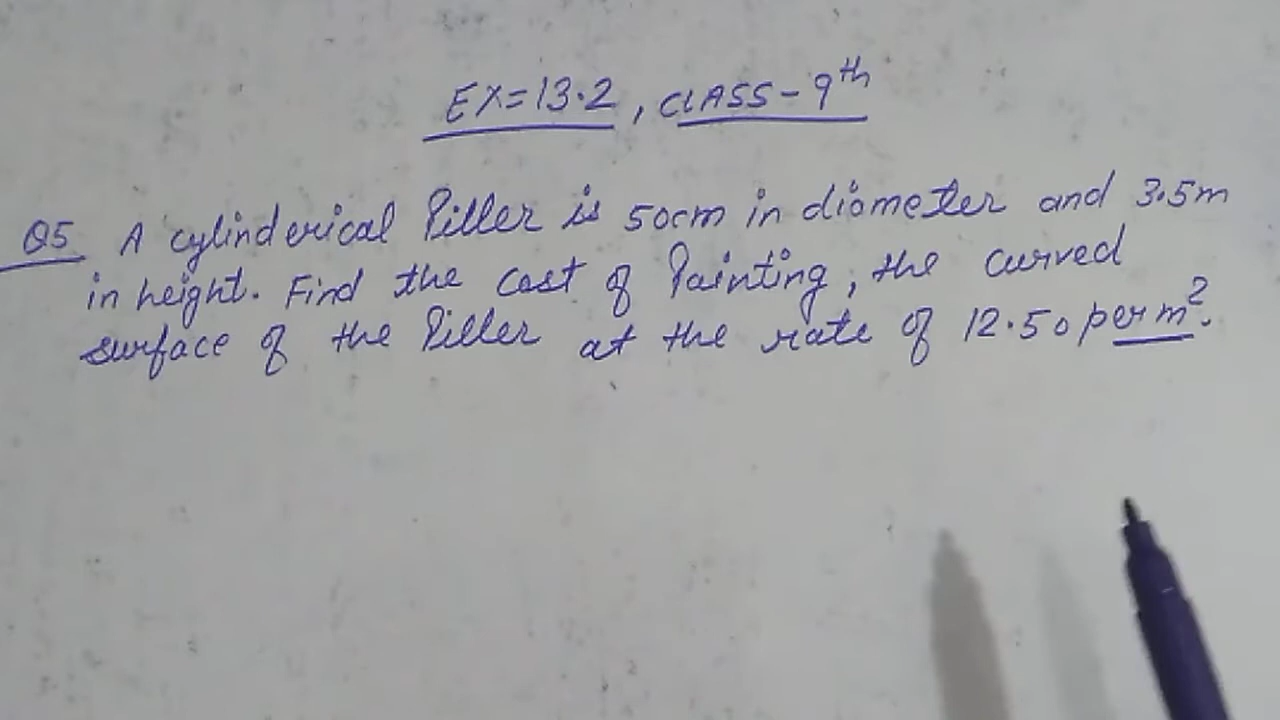 EX=13.2, CLASS-9th
Q5 A cylinderical Piller is 50cm in diameter and 3.5m
in height. Find the cost of Painting, the curved
surface of the Piller at the rate of 12.50 per m².